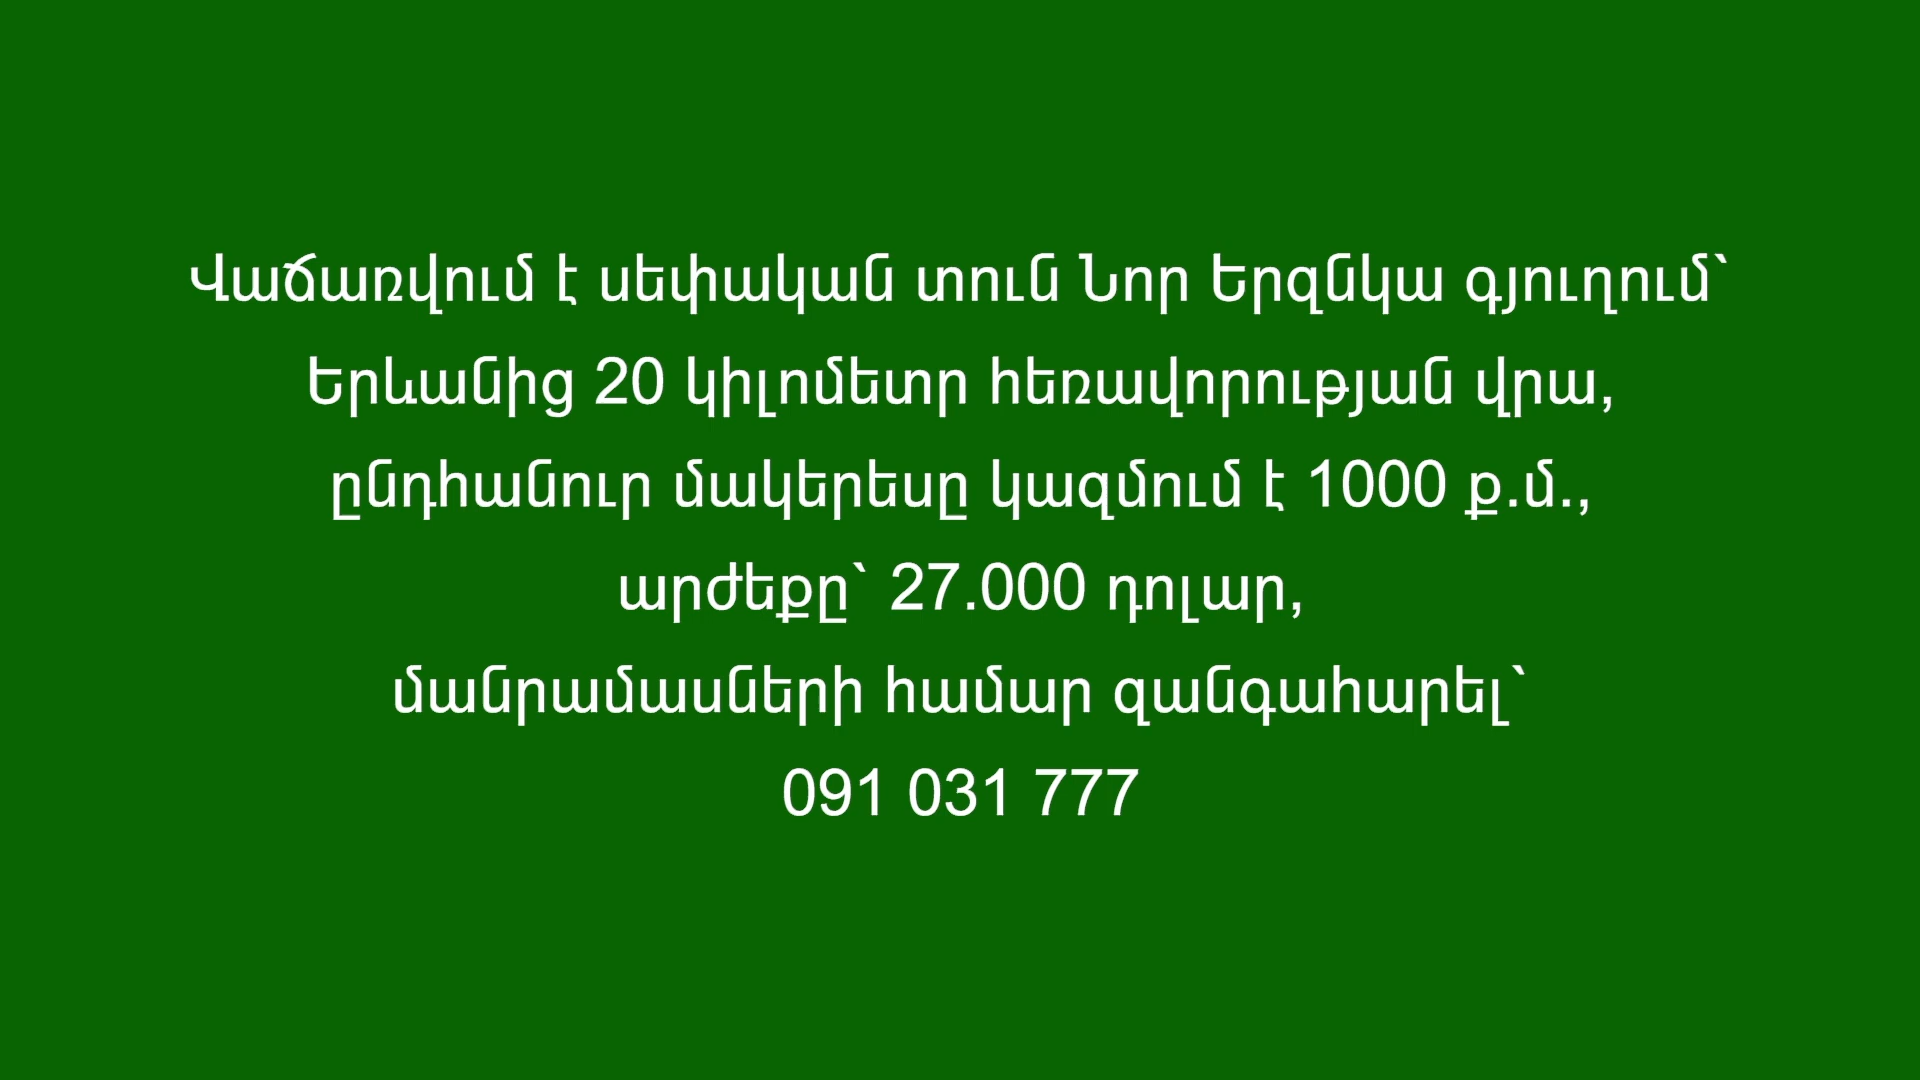 Վաճառվում է սեփական տուն Նոր Երզնկա գյուղում`
Երևանից 20 կիլոմետր հեռավորության վրա,
ընդհանուր մակերեսը կազմում է 1000 ք.մ.,
արժեքը` 27.000 դոլար,
մանրամասների համար զանգահարել`
091 031 777